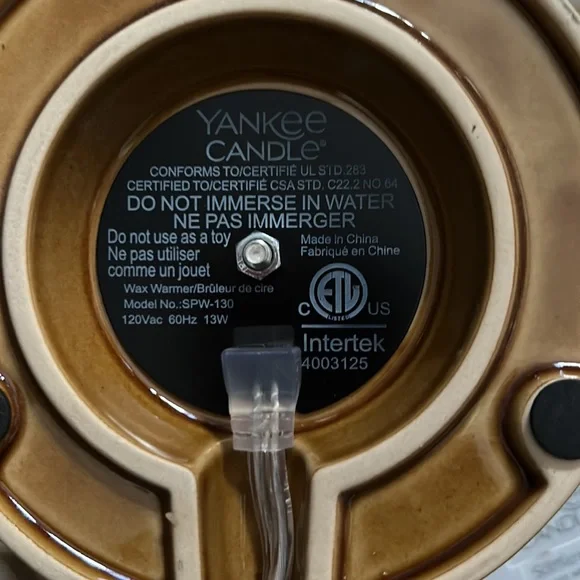 YANKEE
CANDLE®
CONFORMS TO/CERTIFIÉ UL STD.283
CERTIFIED TO/CERTIFIÉ CSA STD. C22.2 NO.64
DO NOT IMMERSE IN WATER
NE PAS IMMERGER
Do not use as a toy
Ne pas utiliser
comme un jouet
Made in China
Fabriqué en Chine
Wax Warmer/Brûleur de cire
Model No.:SPW-130
120Vac 60Hz 13W
C ETL US
LISTED
Intertek
4003125